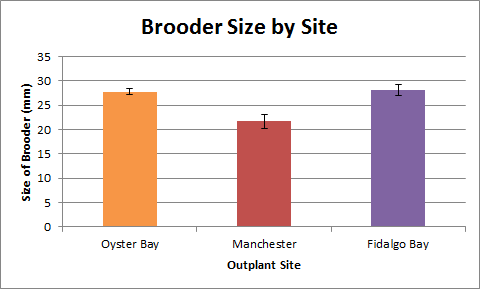 Brooder Size by Site
Size of Brooder (mm)
35
30
25
20
15
10
5
0
Oyster Bay Manchester Fidalgo Bay
Outplant Site